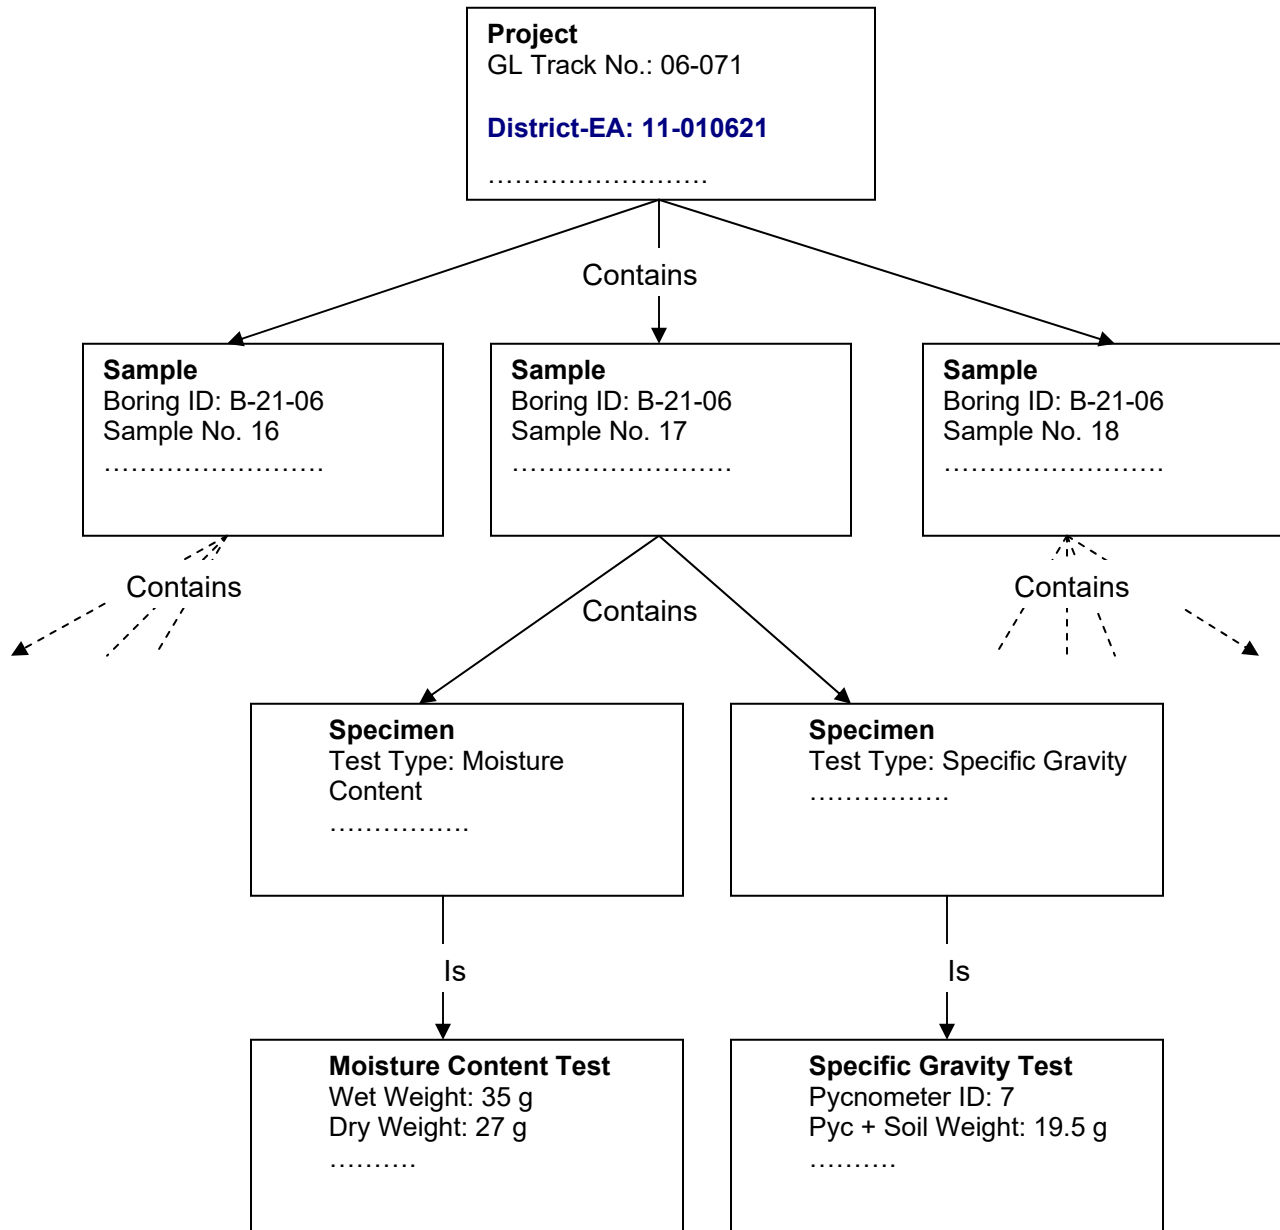 Project
GL Track No.: 06-071
District-EA: 11-010621
……………………
Contains
Sample
Boring ID: B-21-06
Sample No. 16
……………………
Sample
Boring ID: B-21-06
Sample No. 17
……………………
Sample
Boring ID: B-21-06
Sample No. 18
……………………
Contains
Contains
Contains
Specimen
Test Type: Moisture
Content
……………
Specimen
Test Type: Specific Gravity
……………
Is
Is
Moisture Content Test
Wet Weight: 35 g
Dry Weight: 27 g
……….
Specific Gravity Test
Pycnometer ID: 7
Pyc + Soil Weight: 19.5 g
……….